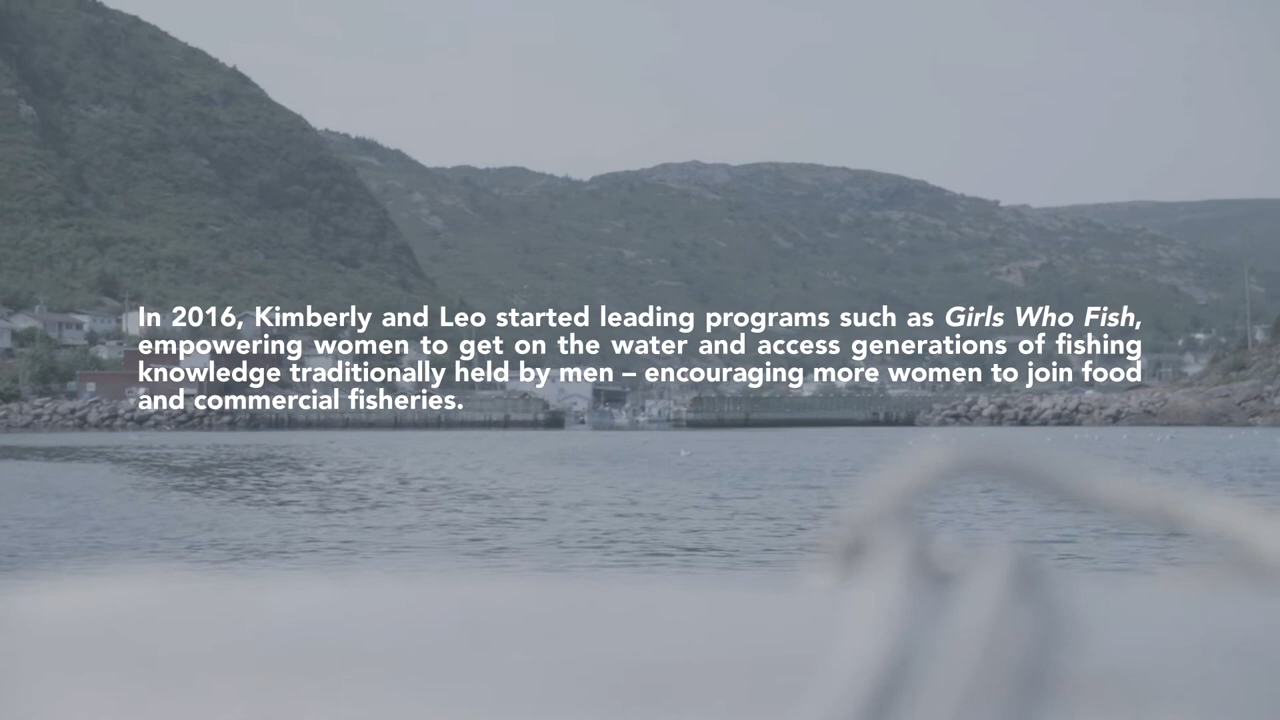 In 2016, Kimberly and Leo started leading programs such as Girls Who Fish,
empowering women to get on the water and access generations of fishing
knowledge traditionally held by men – encouraging more women to join food
and commercial fisheries.